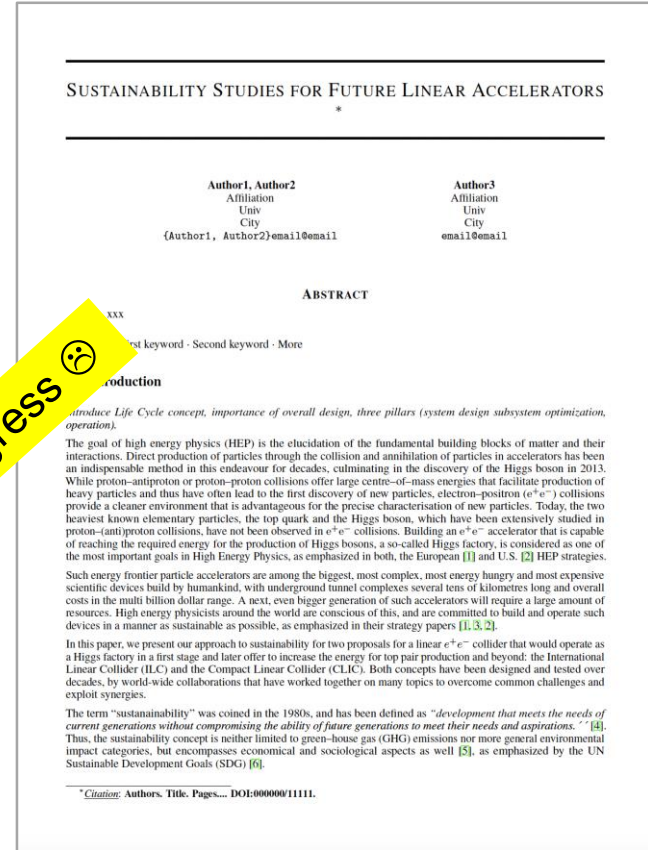 SUSTAINABILITY STUDIES FOR FUTURE LINEAR ACCELERATORS
*
Author1, Author2
Affiliation
Univ
City
{Author1, Author2}email@email
Author3
Affiliation
Univ
City
email@email
ABSTRACT
xxx
keyword · Second keyword · More
ress ☹
Introduce Life Cycle concept, importance of overall design, three pillars (system design subsystem optimization,
operation).
The goal of high energy physics (HEP) is the elucidation of the fundamental building blocks of matter and their
interactions. Direct production of particles through the collision and annihilation of particles in accelerators has been
an indispensable method in this endeavour for decades, culminating in the discovery of the Higgs boson in 2013.
While proton–antiproton or proton–proton collisions offer large centre–of–mass energies that facilitate production of
heavy particles and thus have often lead to the first discovery of new particles, electron–positron (e⁺e⁻) collisions
provide a cleaner environment that is advantageous for the precise characterisation of new particles. Today, the two
heaviest known elementary particles, the top quark and the Higgs boson, which have been extensively studied in
proton–(anti)proton collisions, have not been observed in e⁺e⁻ collisions. Building an e⁺e⁻ accelerator that is capable
of reaching the required energy for the production of Higgs bosons, a so-called Higgs factory, is considered as one of
the most important goals in High Energy Physics, as emphasized in both, the European [1] and U.S. [2] HEP strategies.
Such energy frontier particle accelerators are among the biggest, most complex, most energy hungry and most expensive
scientific devices build by humankind, with underground tunnel complexes several tens of kilometres long and overall
costs in the multi billion dollar range. A next, even bigger generation of such accelerators will require a large amount of
resources. High energy physicists around the world are conscious of this, and are committed to build and operate such
devices in a manner as sustainable as possible, as emphasized in their strategy papers [1, 3, 2].
In this paper, we present our approach to sustainability for two proposals for a linear e⁺e⁻ collider that would operate as
a Higgs factory in a first stage and later offer to increase the energy for top pair production and beyond: the International
Linear Collider (ILC) and the Compact Linear Collider (CLIC). Both concepts have been designed and tested over
decades, by world-wide collaborations that have worked together on many topics to overcome common challenges and
exploit synergies.
The term “sustanainability” was coined in the 1980s, and has been defined as “development that meets the needs of
current generations without compromising the ability of future generations to meet their needs and aspirations. ´´ [4].
Thus, the sustainability concept is neither limited to green–house gas (GHG) emissions nor more general environmental
impact categories, but encompasses economical and sociological aspects as well [5], as emphasized by the UN
Sustainable Development Goals (SDG) [6].
*Citation: Authors. Title. Pages.... DOI:000000/11111.